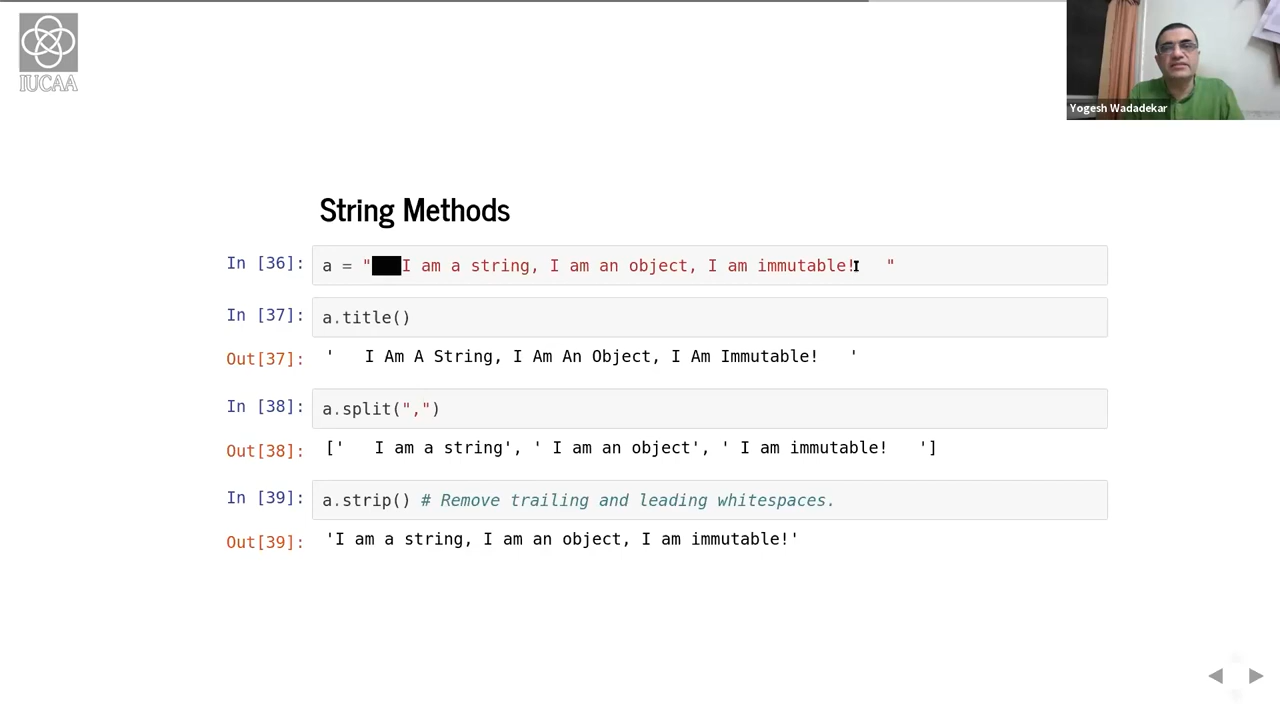 IUCAA
Yogesh Wadadekar
String Methods
In [36]: a = "   I am a string, I am an object, I am immutable!   "
In [37]: a.title()
Out[37]: '   I Am A String, I Am An Object, I Am Immutable!   '
In [38]: a.split(",")
Out[38]: ['   I am a string', ' I am an object', ' I am immutable!   ']
In [39]: a.strip() # Remove trailing and leading whitespaces.
Out[39]: 'I am a string, I am an object, I am immutable!'